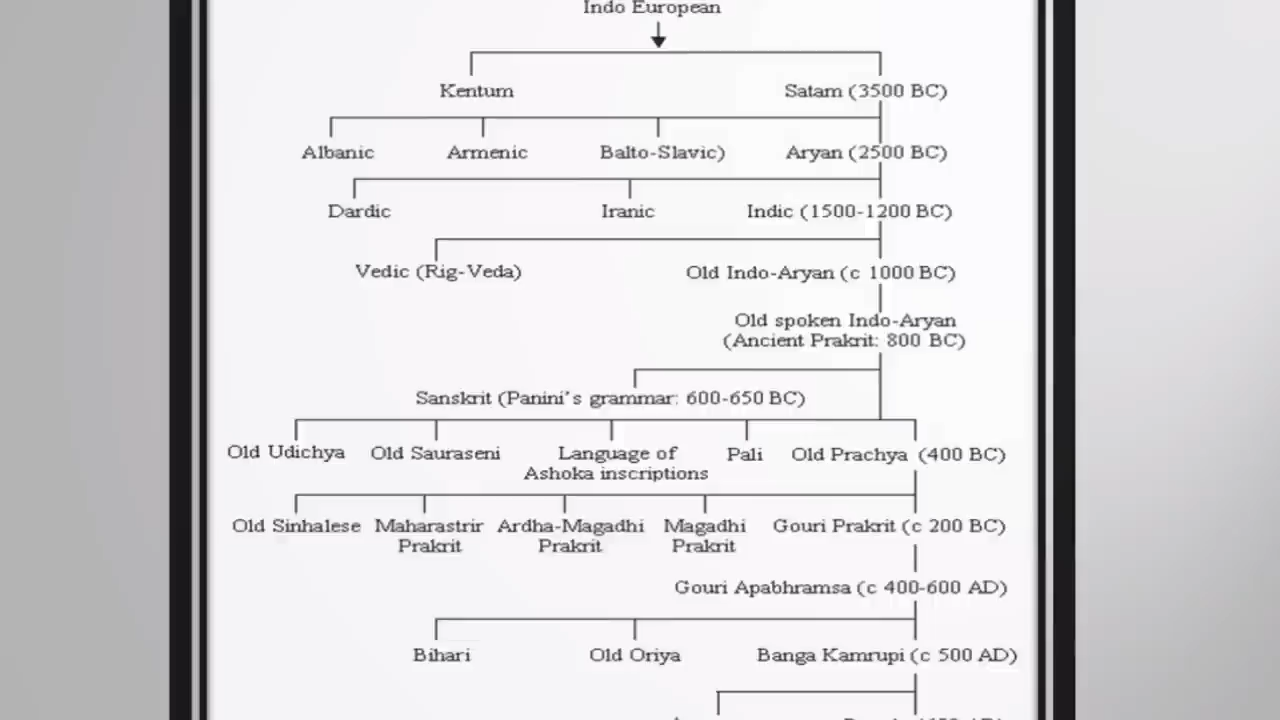 Indo European
Kentum Satam (3500 BC)
Albanic Armenic Balto-Slavic) Aryan (2500 BC)
Dardic Iranic Indic (1500-1200 BC)
Vedic (Rig-Veda) Old Indo-Aryan (c 1000 BC)
Old spoken Indo-Aryan
(Ancient Prakrit: 800 BC)
Sanskrit (Panini's grammar: 600-650 BC)
Old Udichya Old Sauraseni Language of Pali Old Prachya (400 BC)
Ashoka inscriptions
Old Sinhalese Maharastrir Ardha-Magadhi Magadhi Gouri Prakrit (c 200 BC)
Prakrit Prakrit Prakrit
Gouri Apabhramsa (c 400-600 AD)
Bihari Old Oriya Banga Kamrupi (c 500 AD)